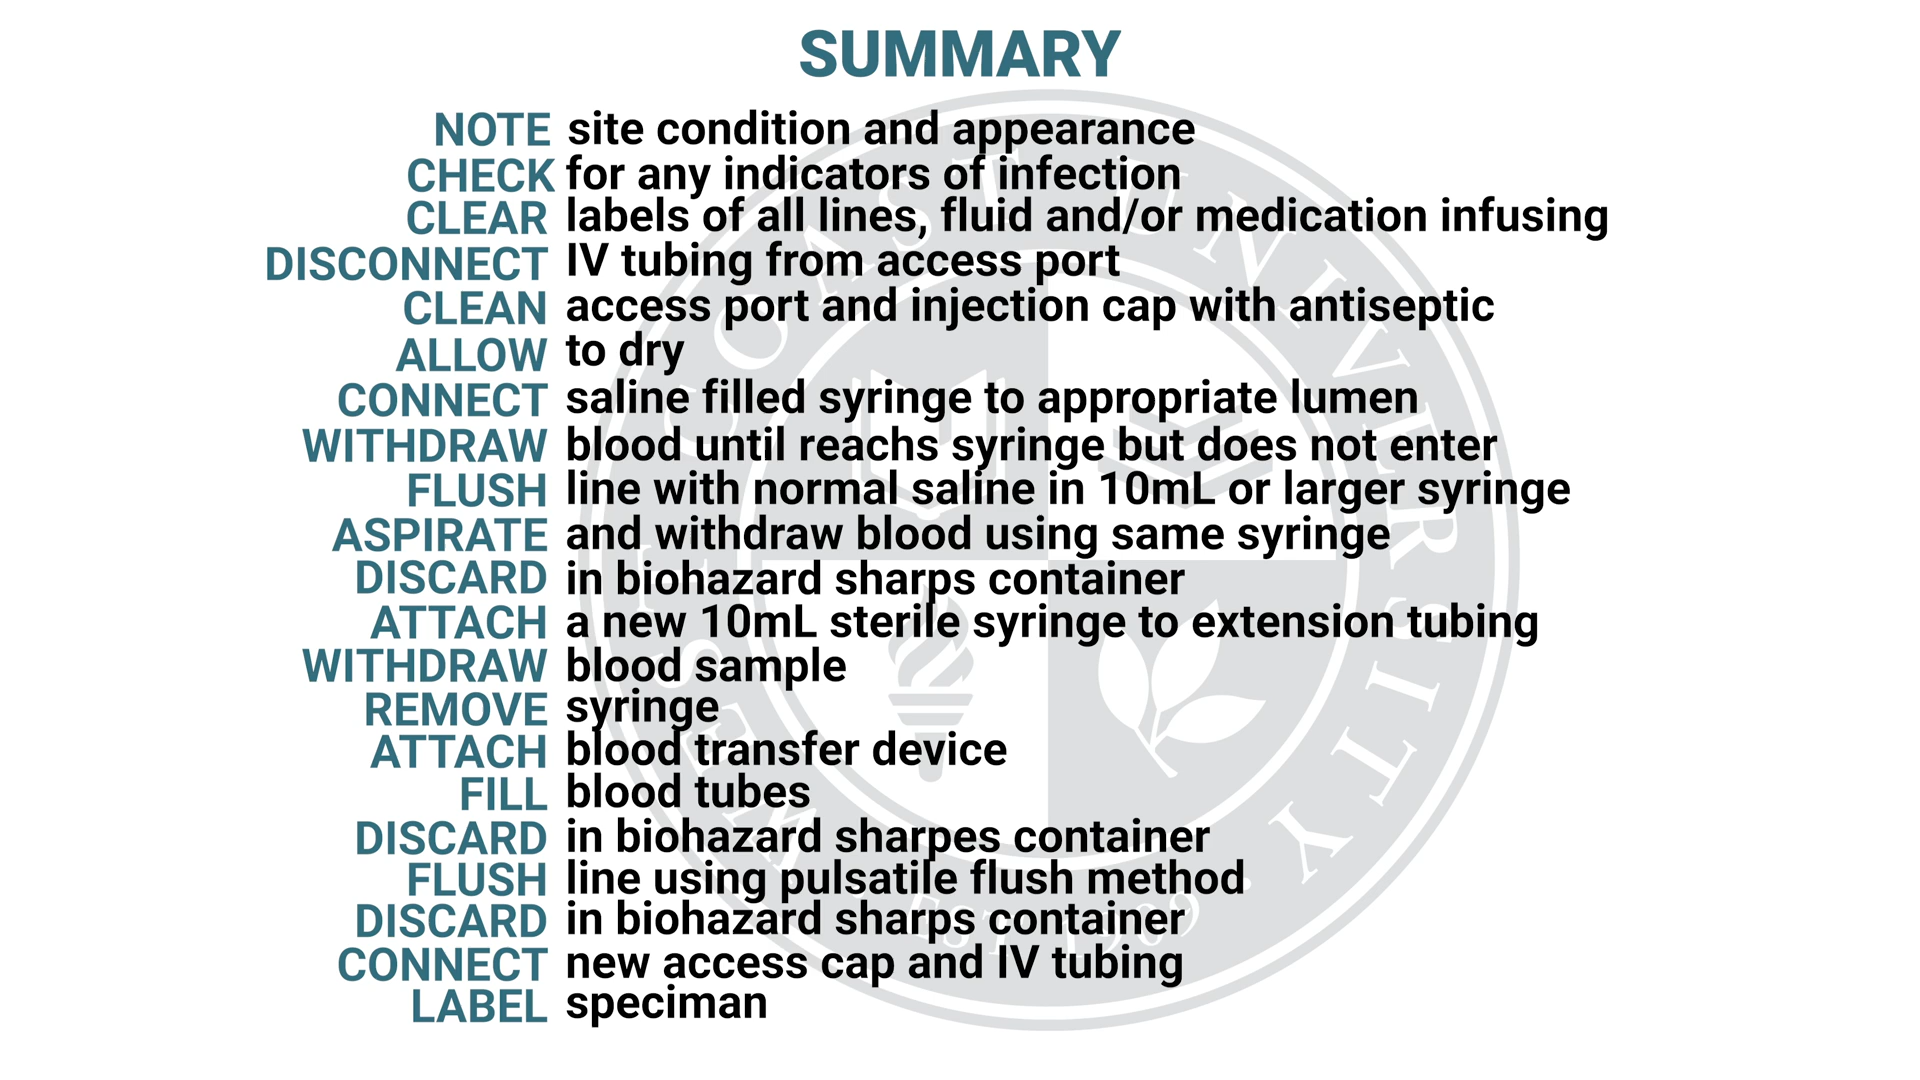 SUMMARY
NOTE site condition and appearance
CHECK for any indicators of infection
CLEAR labels of all lines, fluid and/or medication infusing
DISCONNECT IV tubing from access port
CLEAN access port and injection cap with antiseptic
ALLOW to dry
CONNECT saline filled syringe to appropriate lumen
WITHDRAW blood until reachs syringe but does not enter
FLUSH line with normal saline in 10mL or larger syringe
ASPIRATE and withdraw blood using same syringe
DISCARD in biohazard sharps container
ATTACH a new 10mL sterile syringe to extension tubing
WITHDRAW blood sample
REMOVE syringe
ATTACH blood transfer device
FILL blood tubes
DISCARD in biohazard sharpes container
FLUSH line using pulsatile flush method
DISCARD in biohazard sharps container
CONNECT new access cap and IV tubing
LABEL speciman
WEST COAST UNIVERSITY